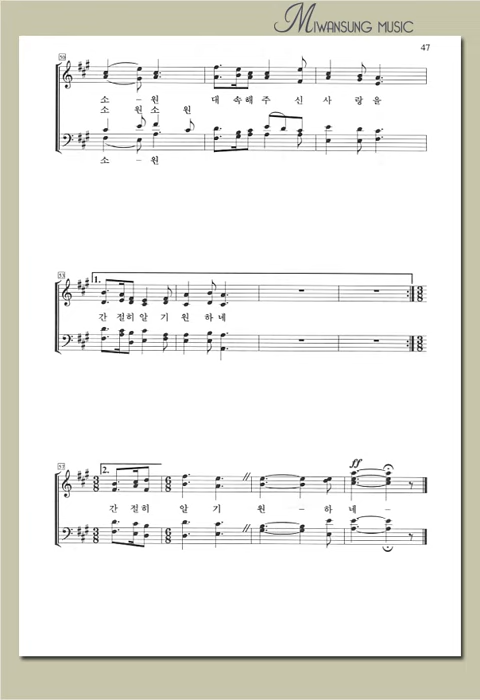 MIWANSUNG MUSIC
47
50
소 - 원 대 속해 주 신 사 랑 을
소 원 소 원
소 - 원
53
1.
간 절히 알 기 원 하 네
57
2.
ff
간 절 히 알 기 원 - 하 네 -